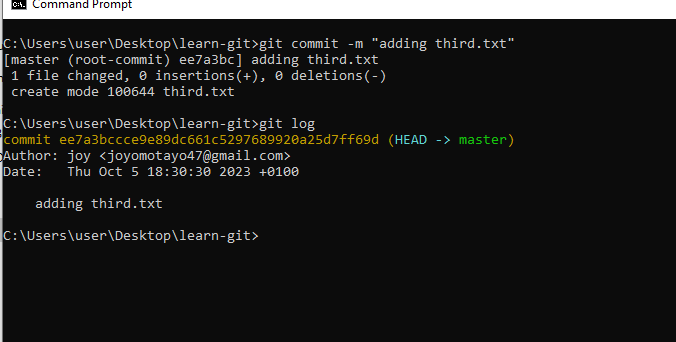 Command Prompt
C:\Users\user\Desktop\learn-git>git commit -m "adding third.txt"
[master (root-commit) ee7a3bc] adding third.txt
 1 file changed, 0 insertions(+), 0 deletions(-)
 create mode 100644 third.txt
C:\Users\user\Desktop\learn-git>git log
commit ee7a3bccce9e89dc661c5297689920a25d7ff69d (HEAD -> master)
Author: joy <joyomotayo47@gmail.com>
Date:   Thu Oct 5 18:30:30 2023 +0100
    adding third.txt
C:\Users\user\Desktop\learn-git>